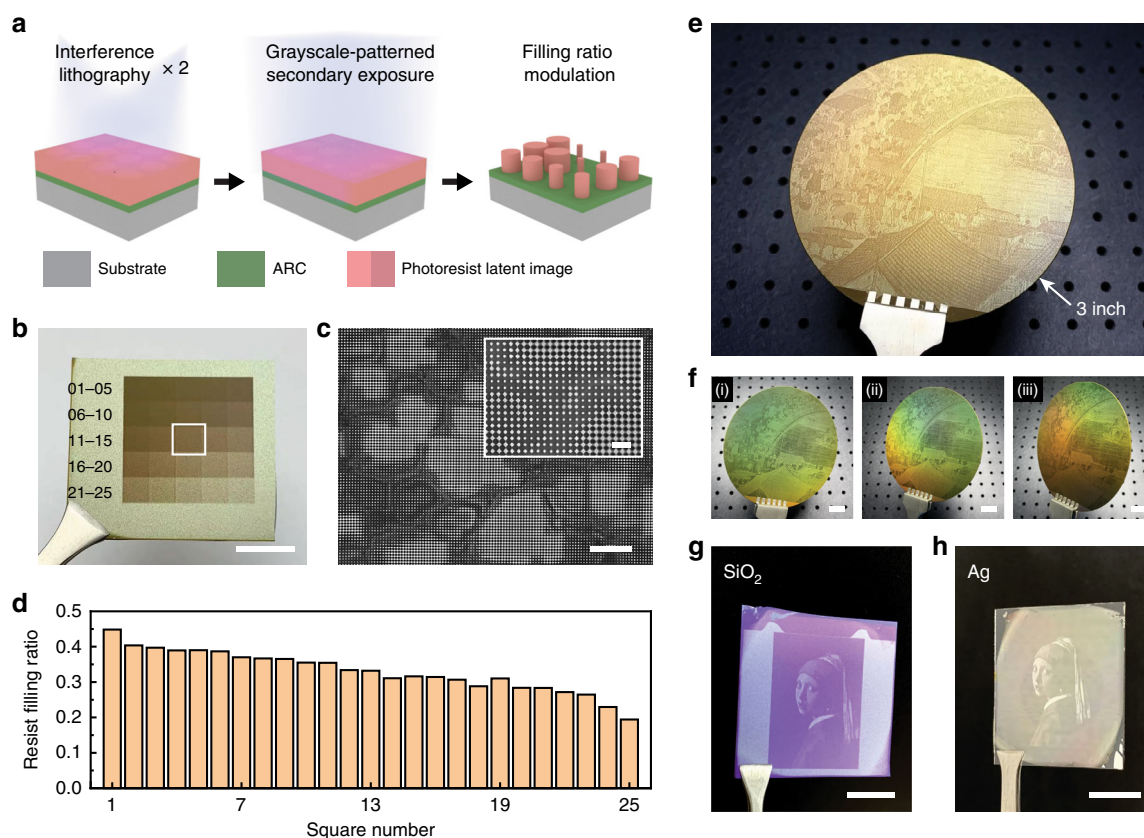 a
Interference
lithography × 2
Grayscale-patterned
secondary exposure
Filling ratio
modulation
Substrate
ARC
Photoresist latent image
b
01–05
06–10
11–15
16–20
21–25
c
d
0.5
0.4
0.3
0.2
0.1
0.0
Resist filling ratio
1
7
13
19
25
Square number
e
3 inch
f
(i)
(ii)
(iii)
g
SiO₂
h
Ag